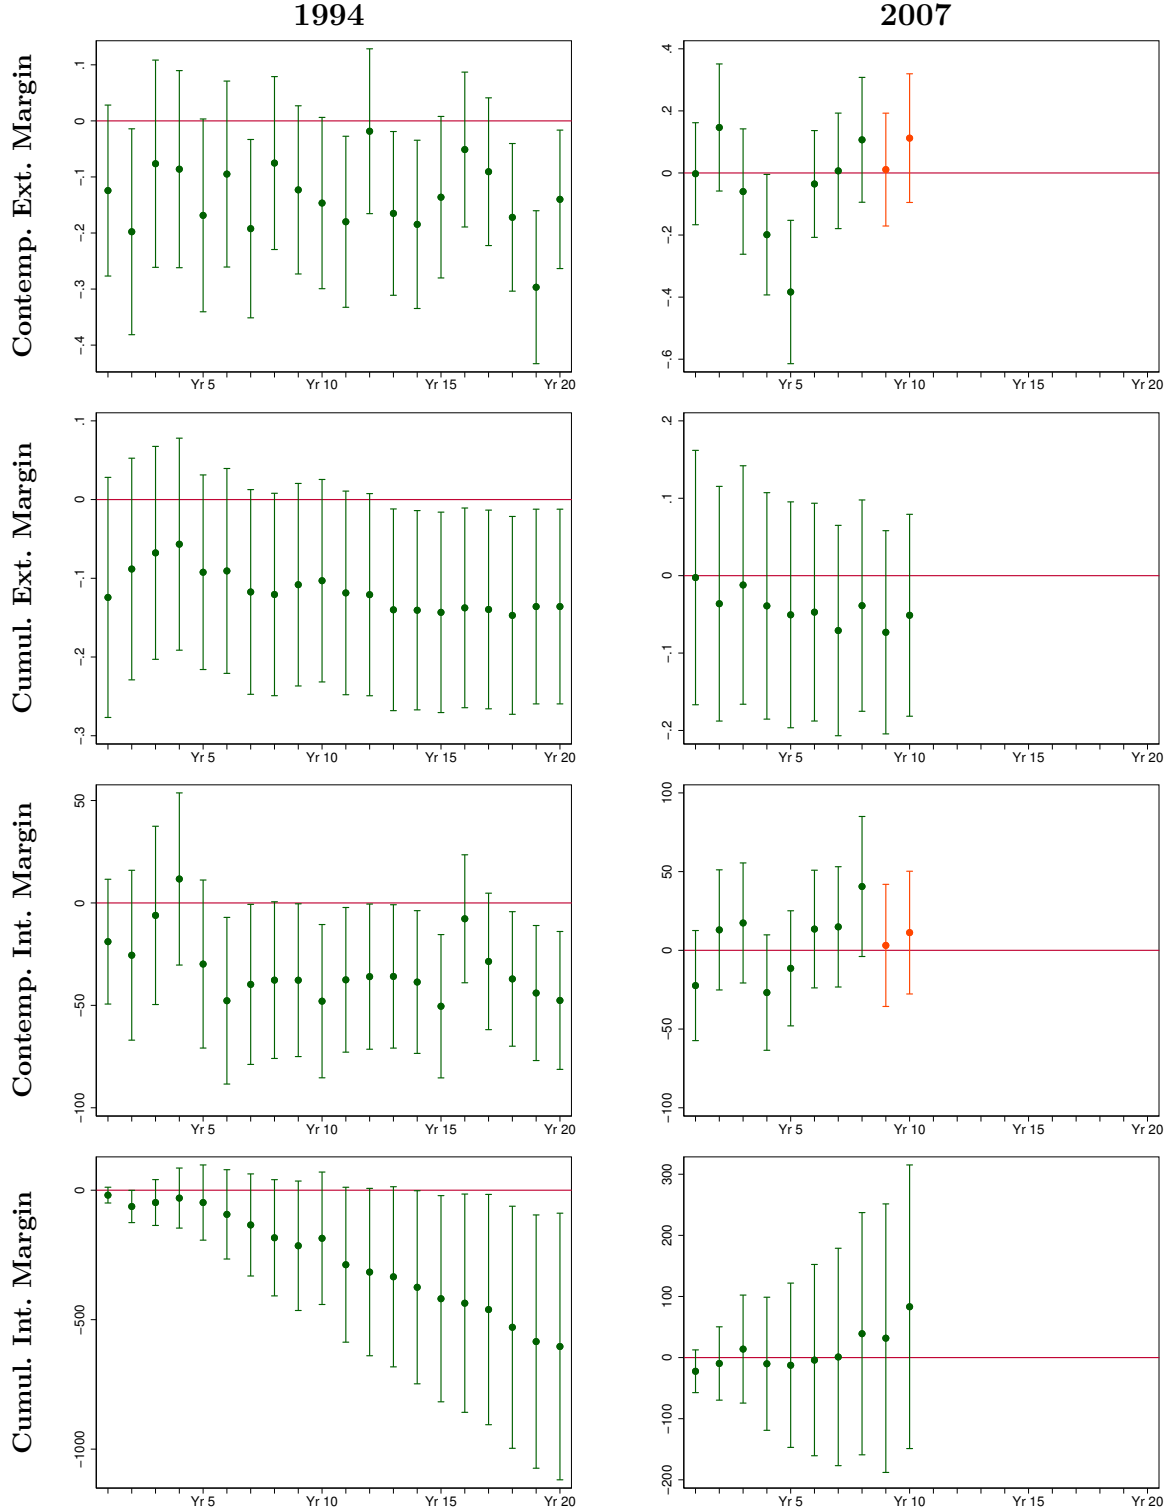 1994 2007
Contemp. Ext. Margin
.1 0 -.1 -.2 -.3 -.4
Yr 5 Yr 10 Yr 15 Yr 20
.4 .2 0 -.2 -.4 -.6
Yr 5 Yr 10 Yr 15 Yr 20
Cumul. Ext. Margin
.1 0 -.1 -.2 -.3
Yr 5 Yr 10 Yr 15 Yr 20
.2 .1 0 -.1 -.2
Yr 5 Yr 10 Yr 15 Yr 20
Contemp. Int. Margin
50 0 -50 -100
Yr 5 Yr 10 Yr 15 Yr 20
100 50 0 -50 -100
Yr 5 Yr 10 Yr 15 Yr 20
Cumul. Int. Margin
0 -500 -1000
Yr 5 Yr 10 Yr 15 Yr 20
300 200 100 0 -100 -200
Yr 5 Yr 10 Yr 15 Yr 20